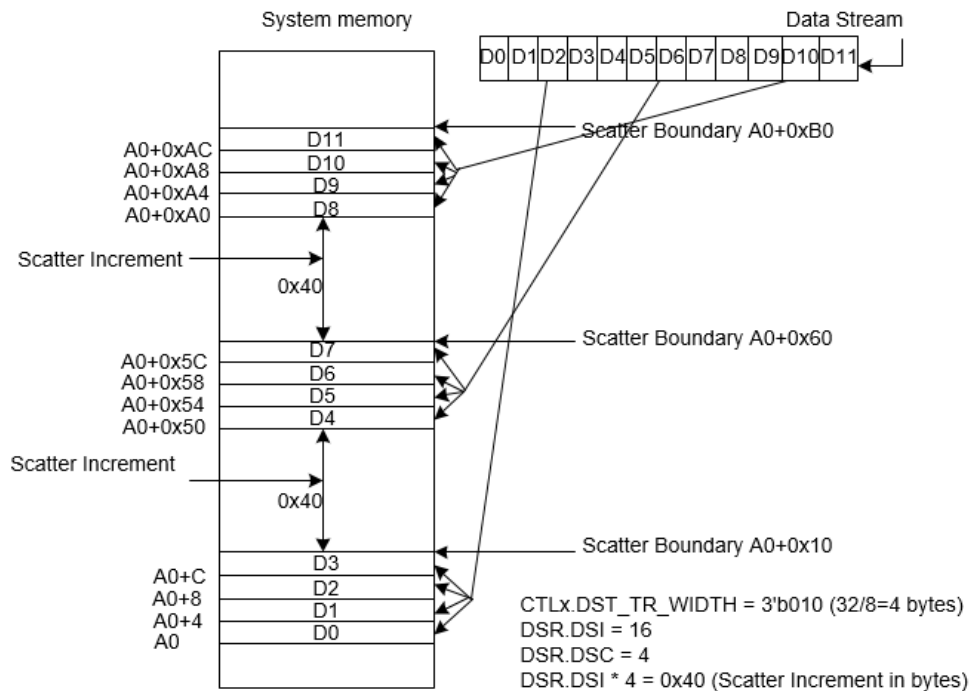 System memory
Data Stream
D0 D1 D2 D3 D4 D5 D6 D7 D8 D9 D10 D11
Scatter Boundary A0+0xB0
D11
A0+0xAC
D10
A0+0xA8
D9
A0+0xA4
D8
A0+0xA0
Scatter Increment
0x40
Scatter Boundary A0+0x60
D7
A0+0x5C
D6
A0+0x58
D5
A0+0x54
D4
A0+0x50
Scatter Increment
0x40
Scatter Boundary A0+0x10
D3
A0+C
D2
A0+8
D1
A0+4
D0
A0
CTLx.DST_TR_WIDTH = 3'b010 (32/8=4 bytes)
DSR.DSI = 16
DSR.DSC = 4
DSR.DSI * 4 = 0x40 (Scatter Increment in bytes)